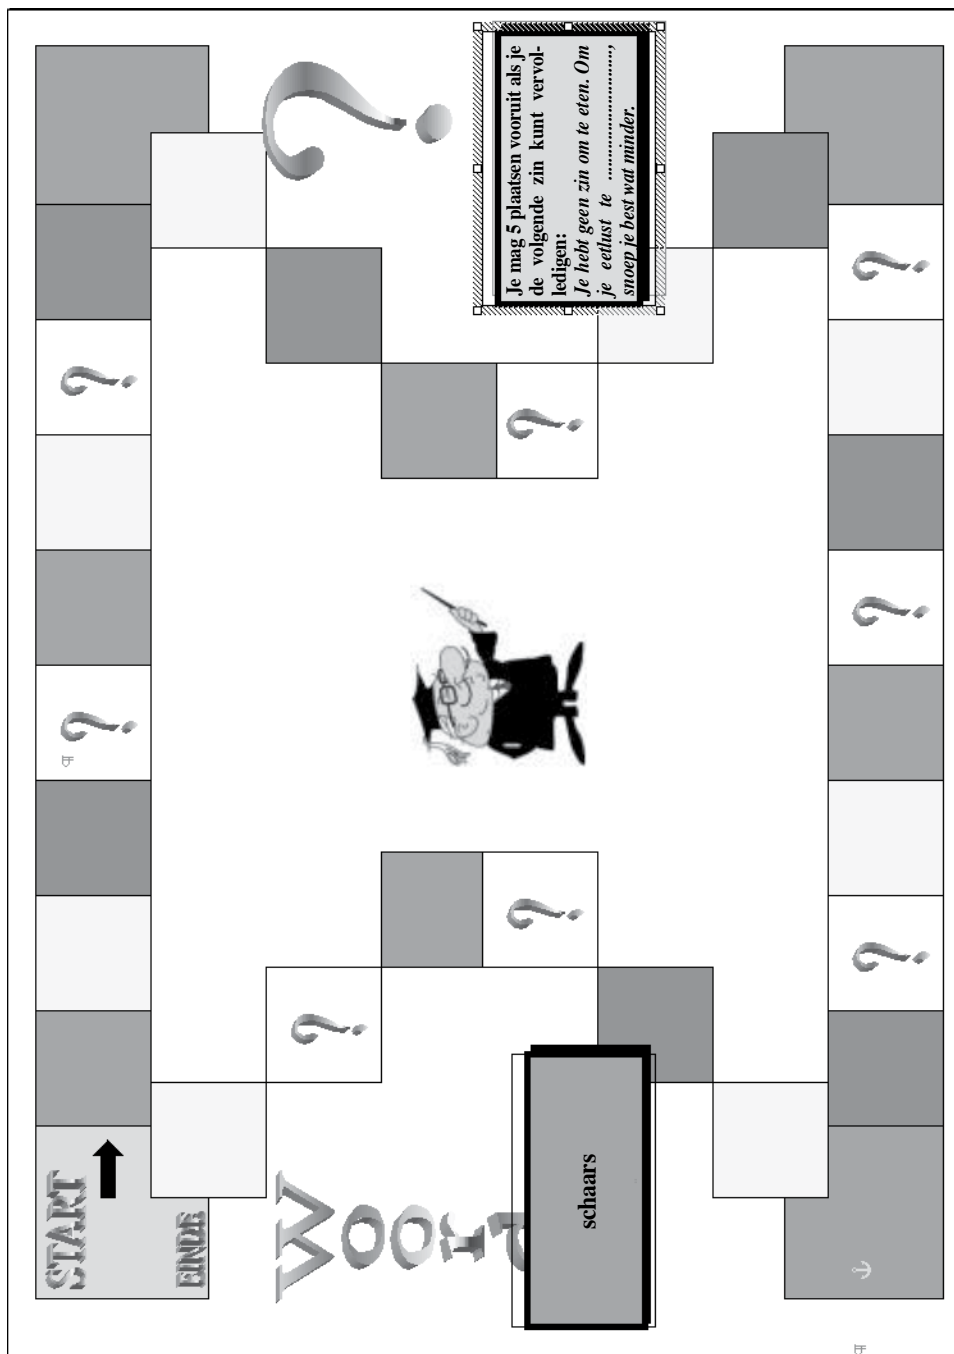 ?
Je mag 5 plaatsen vooruit als je
de volgende zin kunt vervol-
ledigen:
Je hebt geen zin om te eten. Om
je eetlust te ..........................,
snoep je best wat minder.
?
?
?
?
?
?
?
?
?
START
EINDE
Woord
schaars